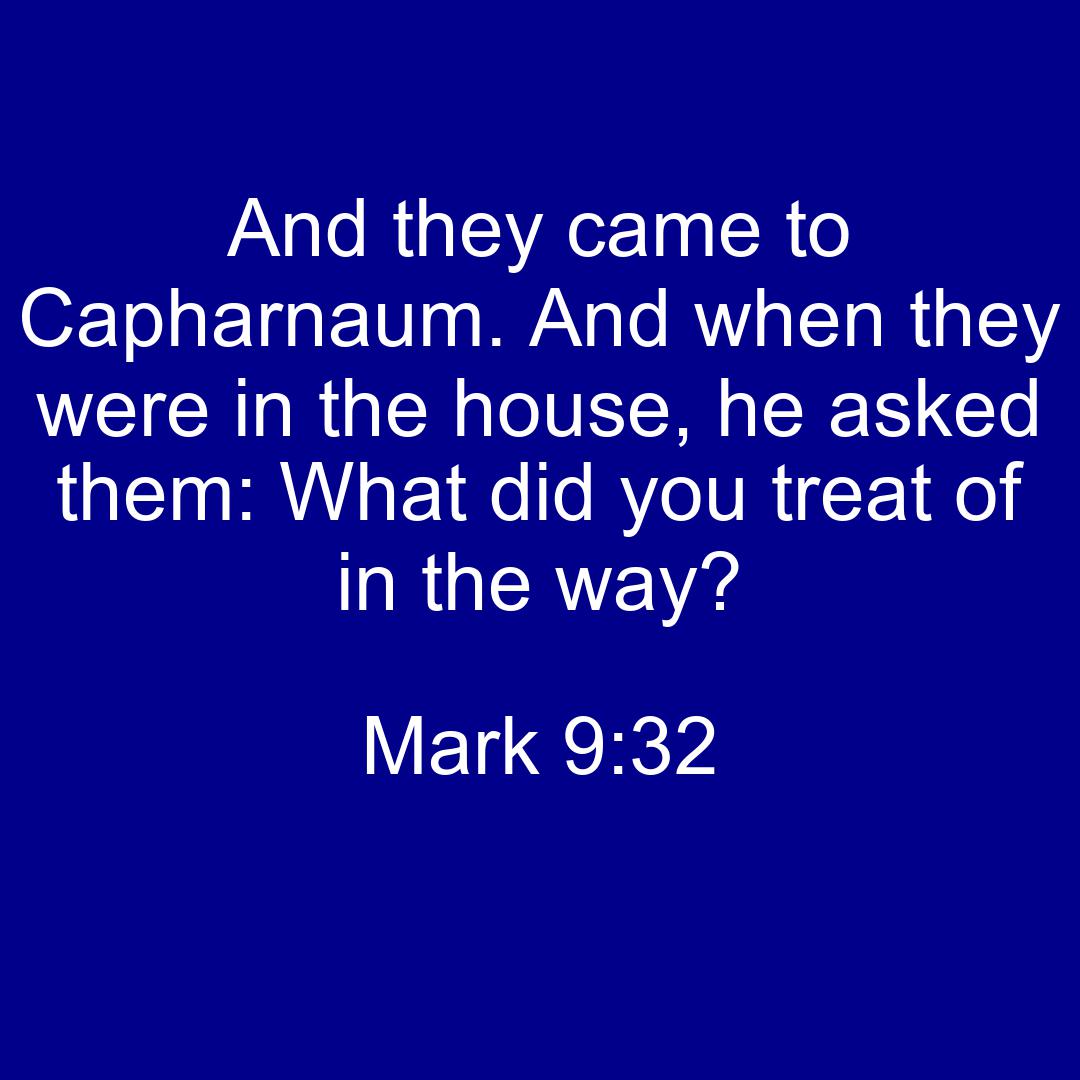 And they came to
Capharnaum. And when they
were in the house, he asked
them: What did you treat of
in the way?
Mark 9:32